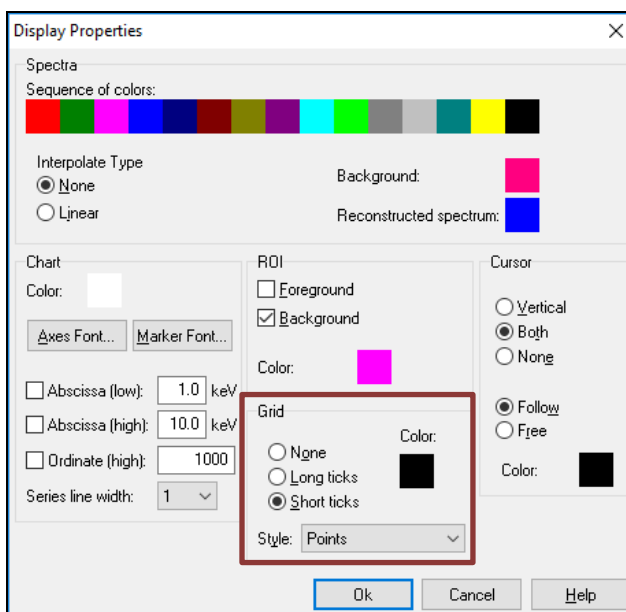 Display Properties
Spectra
Sequence of colors:
Interpolate Type
None
Linear
Background:
Reconstructed spectrum:
Chart
Color:
Axes Font...
Marker Font...
Abscissa (low): 1.0 keV
Abscissa (high): 10.0 keV
Ordinate (high): 1000
Series line width: 1
ROI
Foreground
Background
Color:
Grid
None
Long ticks
Short ticks
Color:
Style: Points
Cursor
Vertical
Both
None
Follow
Free
Color:
Ok
Cancel
Help